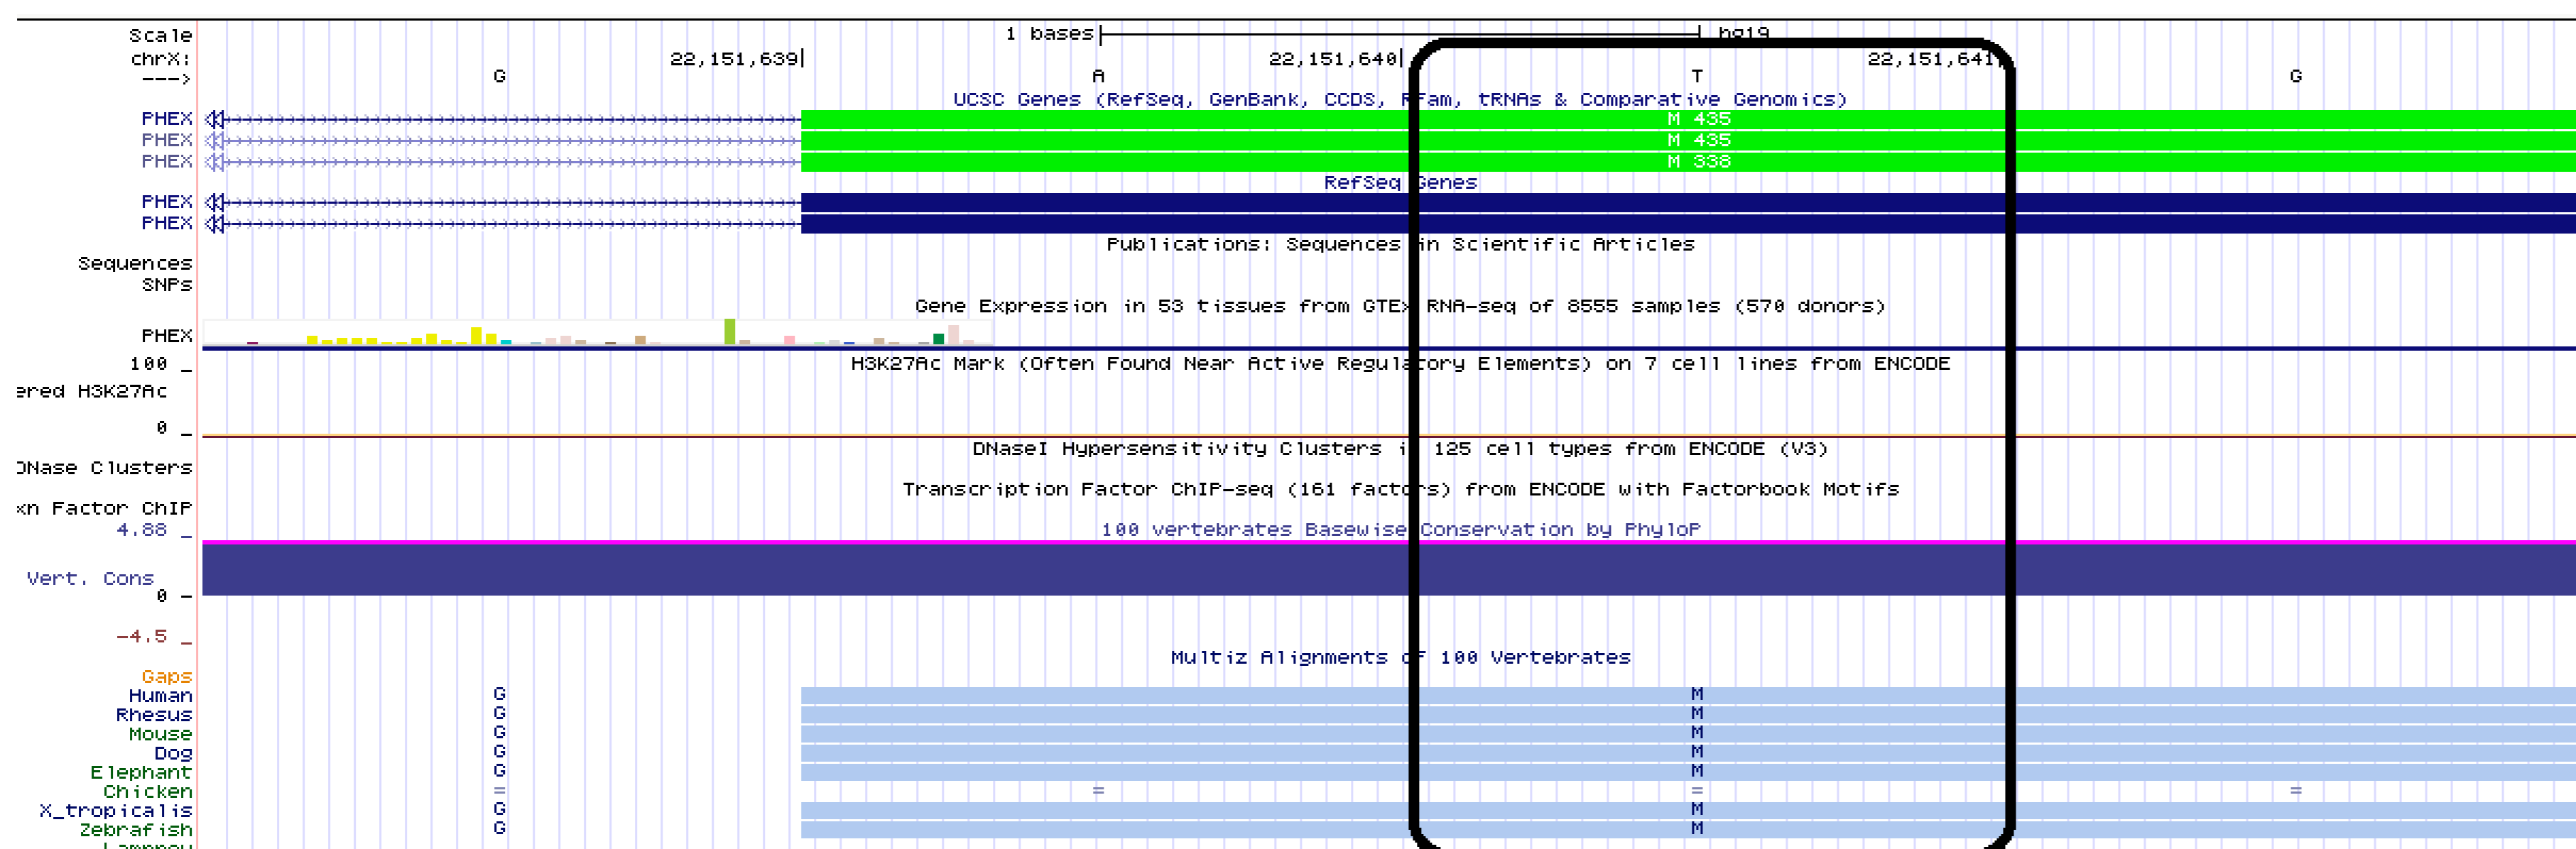 Scale 1 bases hg19
chrX: 22,151,639 22,151,640 22,151,641
---> G A T G
UCSC Genes (RefSeq, GenBank, CCDS, Rfam, tRNAs & Comparative Genomics)
PHEX M 435
PHEX M 435
PHEX M 338
RefSeq Genes
PHEX
PHEX
Publications: Sequences in Scientific Articles
Sequences
SNPs
Gene Expression in 53 tissues from GTEx RNA-seq of 8555 samples (570 donors)
PHEX
H3K27Ac Mark (Often Found Near Active Regulatory Elements) on 7 cell lines from ENCODE
100 _
ered H3K27Ac
0 _
DNaseI Hypersensitivity Clusters in 125 cell types from ENCODE (V3)
DNase Clusters
Transcription Factor ChIP-seq (161 factors) from ENCODE with Factorbook Motifs
xn Factor ChIP
100 vertebrates Basewise Conservation by PhyloP
4.88 _
Vert. Cons
0 -
-4.5 _
Multiz Alignments of 100 Vertebrates
Gaps
Human G M
Rhesus G M
Mouse G M
Dog G M
Elephant G M
Chicken = = = =
X_tropicalis G M
Zebrafish G M
Lamprey